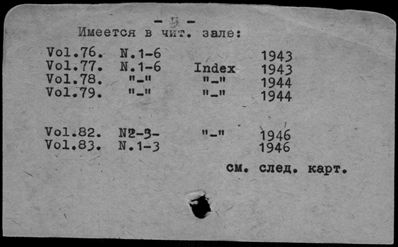 Имеется в чит. зале:
Vol.76. N.1-6 1943
Vol.77. N.1-6 Index 1943
Vol.78. "-" "-" 1944
Vol.79. "-" "-" 1944
Vol.82. N2-3- "-" 1946
Vol.83. N.1-3 1946
см. след. карт.